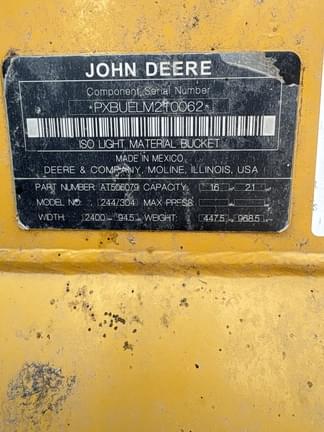 JOHN DEERE
Component Serial Number
*PXBUELM2T0062*
ISO LIGHT MATERIAL BUCKET
MADE IN MEXICO
DEERE & COMPANY, MOLINE, ILLINOIS, USA
PART NUMBER: AT506079 CAPACITY: 1.6 2.1
MODEL NO.: 244/304 MAX PRESS:
WIDTH: 2400 - 94.5 WEIGHT: 447.5 968.5